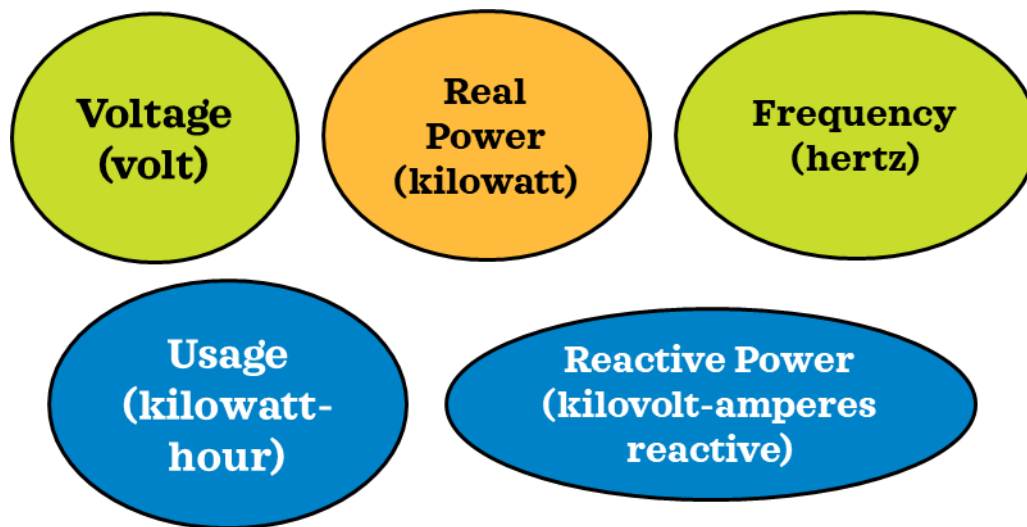 Voltage
(volt)
Real
Power
(kilowatt)
Frequency
(hertz)
Usage
(kilowatt-
hour)
Reactive Power
(kilovolt-amperes
reactive)